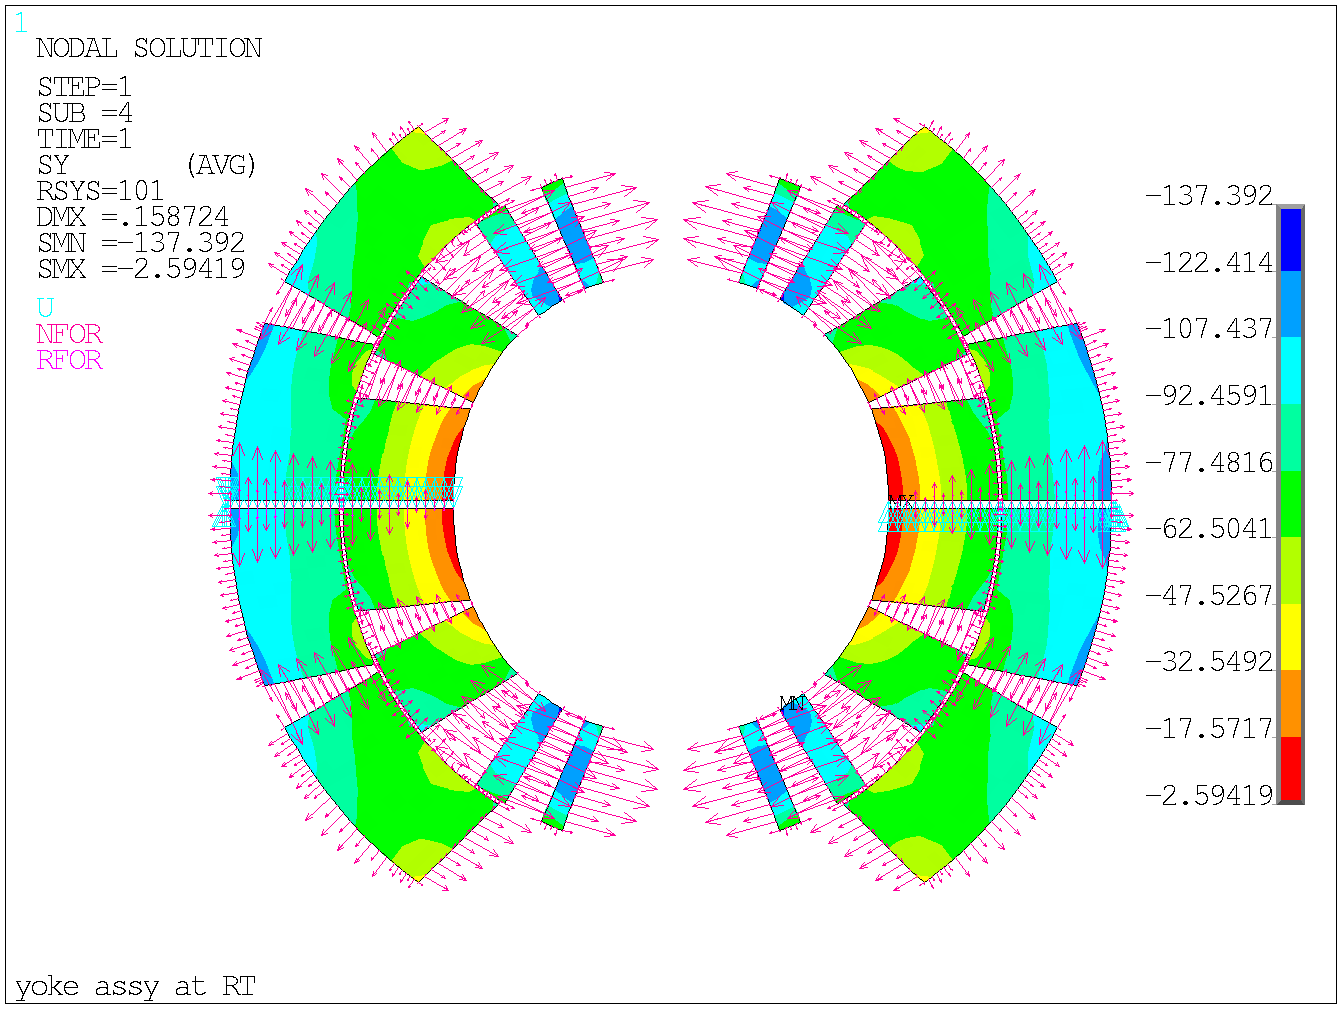 1
NODAL SOLUTION
STEP=1
SUB =4
TIME=1
SY (AVG)
RSYS=101
DMX =.158724
SMN =-137.392
SMX =-2.59419
U
NFOR
RFOR
-137.392
-122.414
-107.437
-92.4591
-77.4816
-62.5041
-47.5267
-32.5492
-17.5717
-2.59419
MX
MN
yoke assy at RT